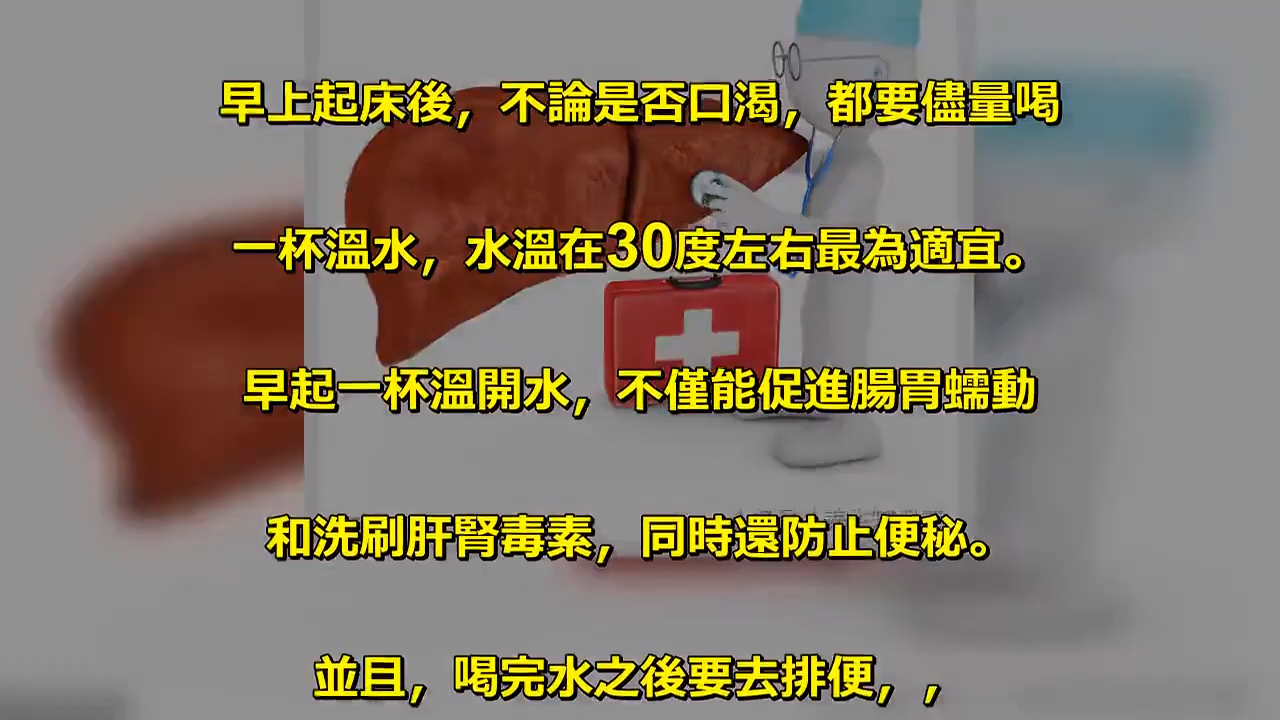 早上起床後，不論是否口渴，都要儘量喝
一杯溫水，水溫在30度左右最為適宜。
早起一杯溫開水，不僅能促進腸胃蠕動
和洗刷肝腎毒素，同時還防止便秘。
並且，喝完水之後要去排便，，